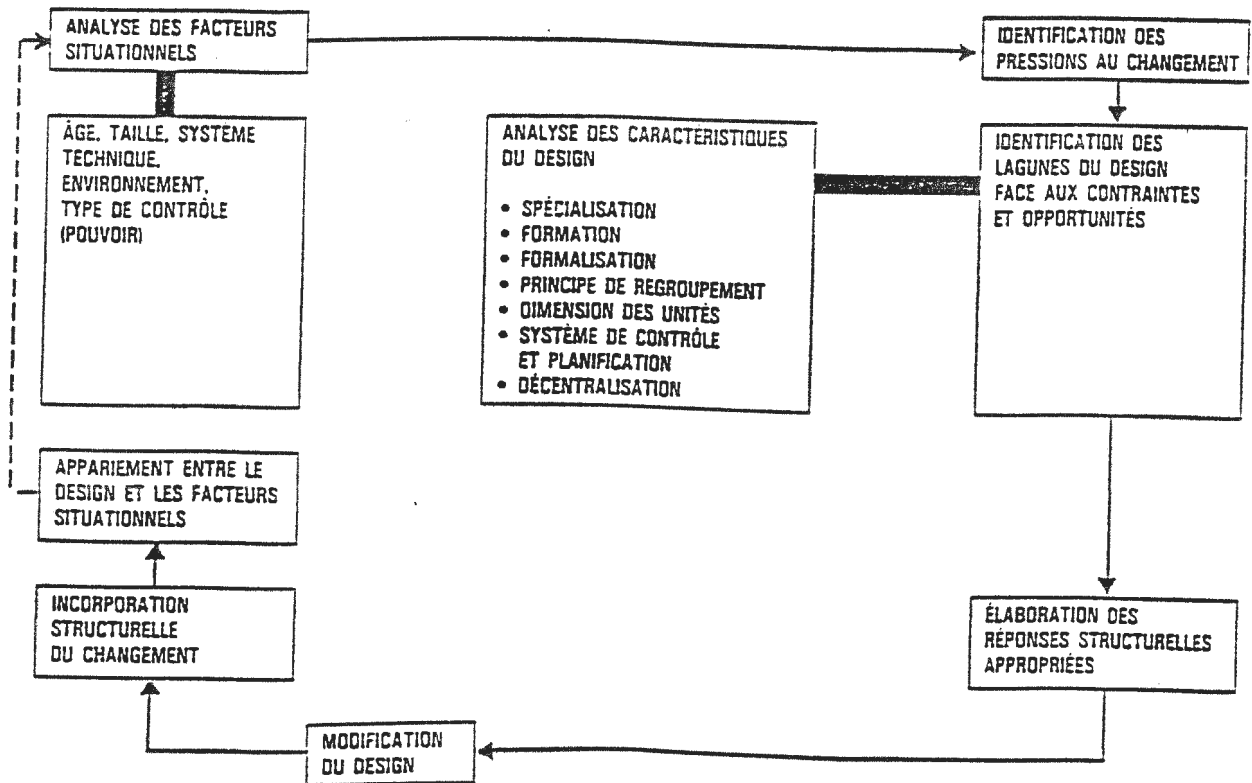 ANALYSE DES FACTEURS
SITUATIONNELS
IDENTIFICATION DES
PRESSIONS AU CHANGEMENT
ÂGE, TAILLE, SYSTÈME
TECHNIQUE,
ENVIRONNEMENT,
TYPE DE CONTRÔLE
(POUVOIR)
ANALYSE DES CARACTÉRISTIQUES
DU DESIGN
• SPÉCIALISATION
• FORMATION
• FORMALISATION
• PRINCIPE DE REGROUPEMENT
• DIMENSION DES UNITÉS
• SYSTÈME DE CONTRÔLE
ET PLANIFICATION
• DÉCENTRALISATION
IDENTIFICATION DES
LAGUNES DU DESIGN
FACE AUX CONTRAINTES
ET OPPORTUNITÉS
APPARIEMENT ENTRE LE
DESIGN ET LES FACTEURS
SITUATIONNELS
INCORPORATION
STRUCTURELLE
DU CHANGEMENT
ÉLABORATION DES
RÉPONSES STRUCTURELLES
APPROPRIÉES
MODIFICATION
DU DESIGN